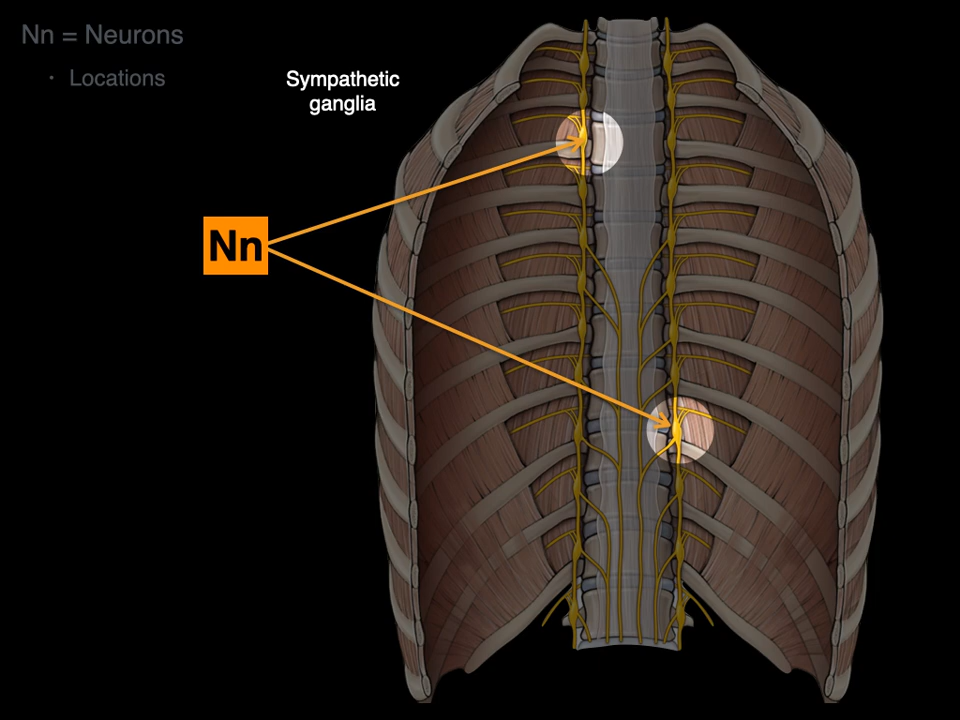 Nn = Neurons
· Locations
Sympathetic
ganglia
Nn